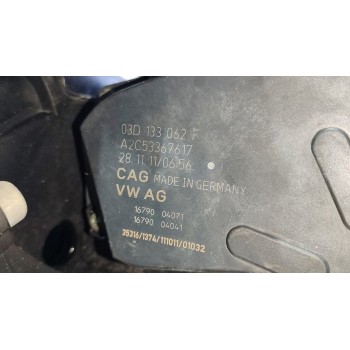 03D 133 062 F
A2C53367617
28.11.11/06:56
CAG MADE IN GERMANY
VW AG
16790 04071
16790 04041
35316/1374/111011/01032